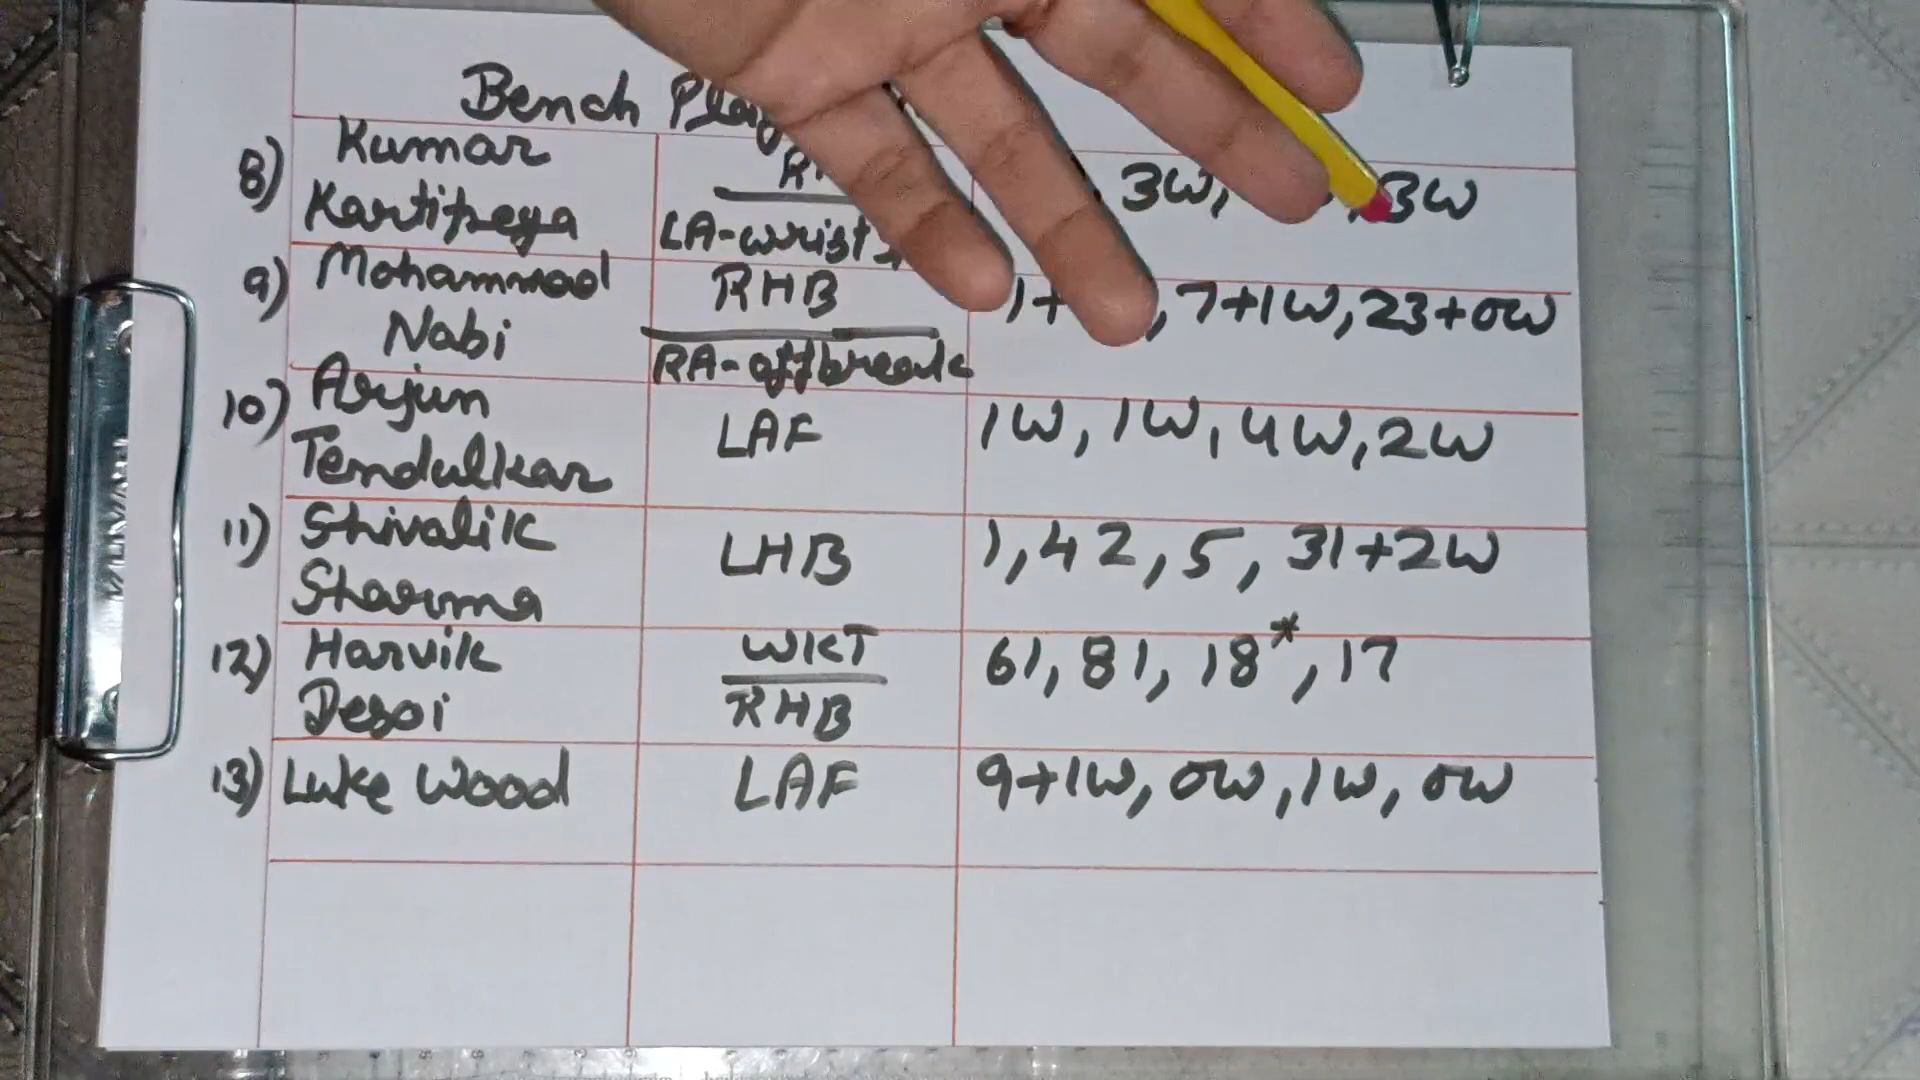 Bench
8) Kumar Kartikeya
LA-wrist 3W, 3W
9) Mohammad Nabi RHB
RA-offbreak 7+1W, 23+0W
10) Arjun Tendulkar LAF 1W, 1W, 4W, 2W
11) Shivalik Sharma LHB 1, 42, 5, 31+2W
12) Harvik Desai WKT
RHB 61, 81, 18*, 17
13) Luke Wood LAF 9+1W, 0W, 1W, 0W